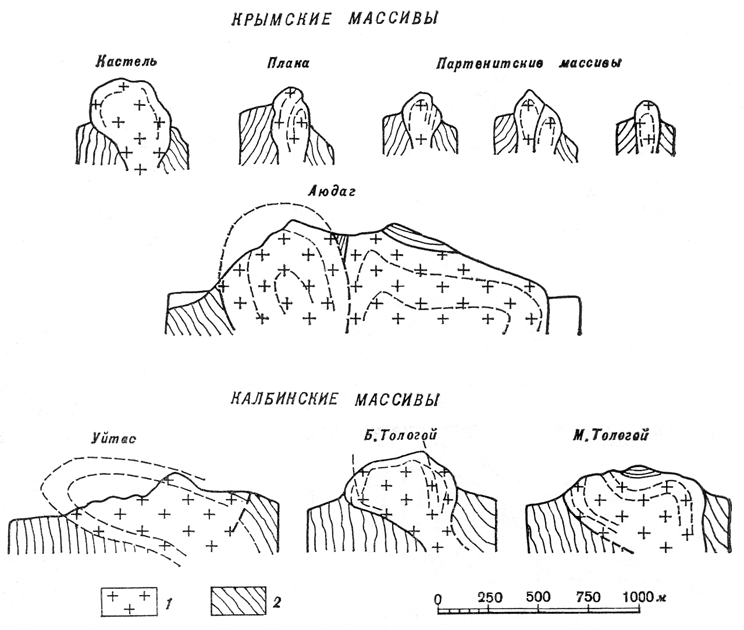 КРЫМСКИЕ МАССИВЫ
Кастель Плака Партенитские массивы
Аюдаг
КАЛБИНСКИЕ МАССИВЫ
Уйтас Б. Тологой М. Тологой
1 2
0 250 500 750 1000 м